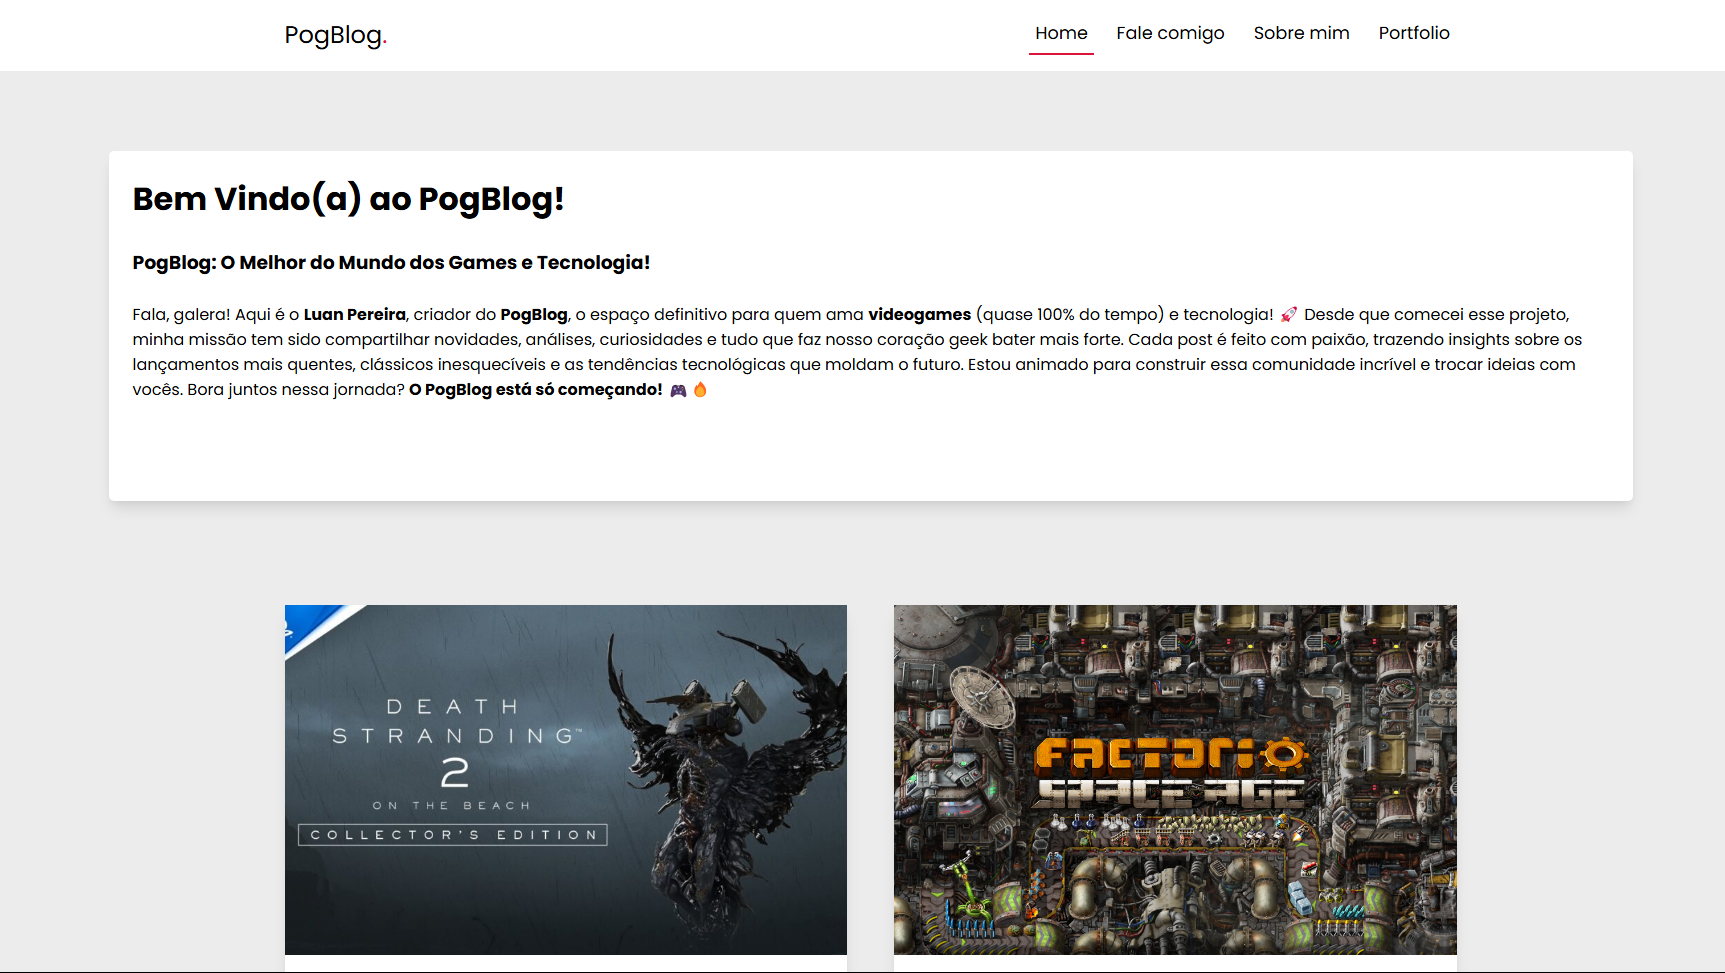 PogBlog.
Home Fale comigo Sobre mim Portfolio
Bem Vindo(a) ao PogBlog!
PogBlog: O Melhor do Mundo dos Games e Tecnologia!
Fala, galera! Aqui é o Luan Pereira, criador do PogBlog, o espaço definitivo para quem ama videogames (quase 100% do tempo) e tecnologia! 🚀 Desde que comecei esse projeto,
minha missão tem sido compartilhar novidades, análises, curiosidades e tudo que faz nosso coração geek bater mais forte. Cada post é feito com paixão, trazendo insights sobre os
lançamentos mais quentes, clássicos inesquecíveis e as tendências tecnológicas que moldam o futuro. Estou animado para construir essa comunidade incrível e trocar ideias com
vocês. Bora juntos nessa jornada? O PogBlog está só começando! 🎮 🔥
DEATH
STRANDING™
2
ON THE BEACH
COLLECTOR'S EDITION
FACTORIO
SPACE AGE